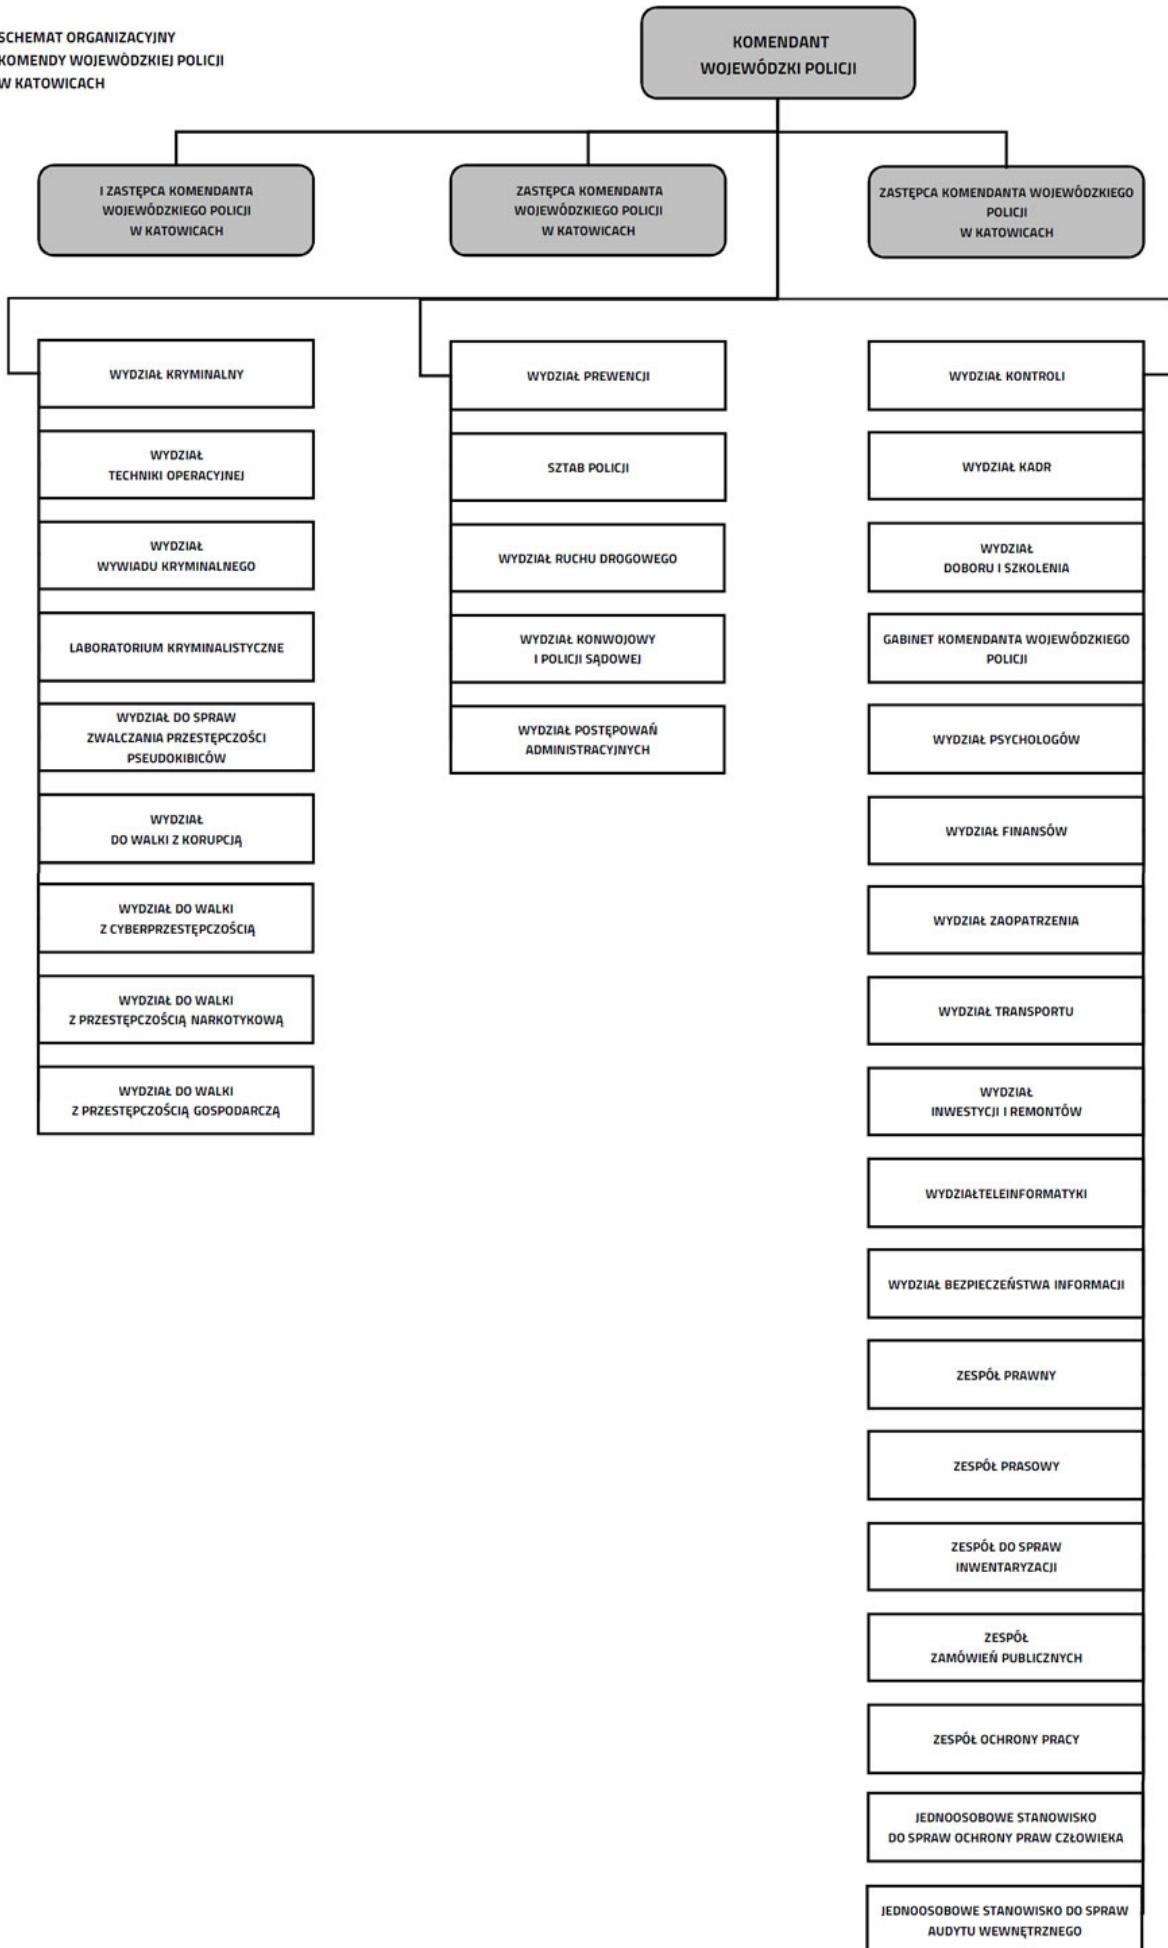 SCHEMAT ORGANIZACYJNY
KOMENDY WOJEWÓDZKIEJ POLICJI
W KATOWICACH
KOMENDANT
WOJEWÓDZKI POLICJI
I ZASTĘPCA KOMENDANTA
WOJEWÓDZKIEGO POLICJI
W KATOWICACH
ZASTĘPCA KOMENDANTA
WOJEWÓDZKIEGO POLICJI
W KATOWICACH
ZASTĘPCA KOMENDANTA WOJEWÓDZKIEGO
POLICJI
W KATOWICACH
WYDZIAŁ KRYMINALNY
WYDZIAŁ
TECHNIKI OPERACYJNEJ
WYDZIAŁ
WYWIADU KRYMINALNEGO
LABORATORIUM KRYMINALISTYCZNE
WYDZIAŁ DO SPRAW
ZWALCZANIA PRZESTĘPCZOŚCI
PSEUDOKIBICÓW
WYDZIAŁ
DO WALKI Z KORUPCJĄ
WYDZIAŁ DO WALKI
Z CYBERPRZESTĘPCZOŚCIĄ
WYDZIAŁ DO WALKI
Z PRZESTĘPCZOŚCIĄ NARKOTYKOWĄ
WYDZIAŁ DO WALKI
Z PRZESTĘPCZOŚCIĄ GOSPODARCZĄ
WYDZIAŁ PREWENCJI
SZTAB POLICJI
WYDZIAŁ RUCHU DROGOWEGO
WYDZIAŁ KONWOJOWY
I POLICJI SĄDOWEJ
WYDZIAŁ POSTĘPOWAŃ
ADMINISTRACYJNYCH
WYDZIAŁ KONTROLI
WYDZIAŁ KADR
WYDZIAŁ
DOBORU I SZKOLENIA
GABINET KOMENDANTA WOJEWÓDZKIEGO
POLICJI
WYDZIAŁ PSYCHOLOGÓW
WYDZIAŁ FINANSÓW
WYDZIAŁ ZAOPATRZENIA
WYDZIAŁ TRANSPORTU
WYDZIAŁ
INWESTYCJI I REMONTÓW
WYDZIAŁTELEINFORMATYKI
WYDZIAŁ BEZPIECZEŃSTWA INFORMACJI
ZESPÓŁ PRAWNY
ZESPÓŁ PRASOWY
ZESPÓŁ DO SPRAW
INWENTARYZACJI
ZESPÓŁ
ZAMÓWIEŃ PUBLICZNYCH
ZESPÓŁ OCHRONY PRACY
JEDNOOSOBOWE STANOWISKO
DO SPRAW OCHRONY PRAW CZŁOWIEKA
JEDNOOSOBOWE STANOWISKO DO SPRAW
AUDYTU WEWNĘTRZNEGO